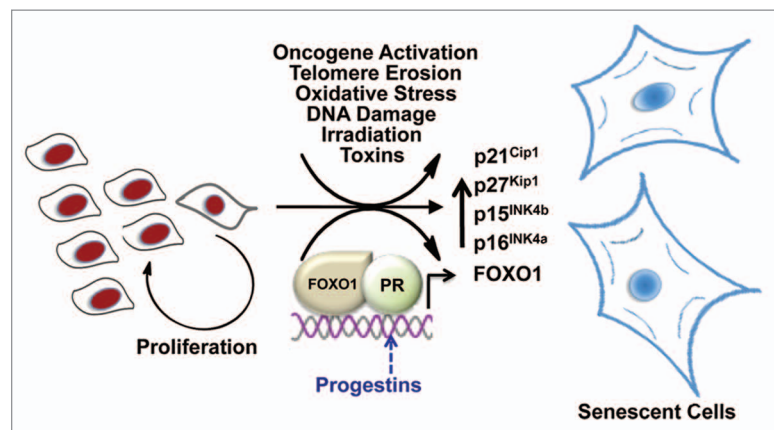 Oncogene Activation
Telomere Erosion
Oxidative Stress
DNA Damage
Irradiation
Toxins
p21Cip1
p27Kip1
p15INK4b
p16INK4a
FOXO1
FOXO1
PR
Proliferation
Progestins
Senescent Cells